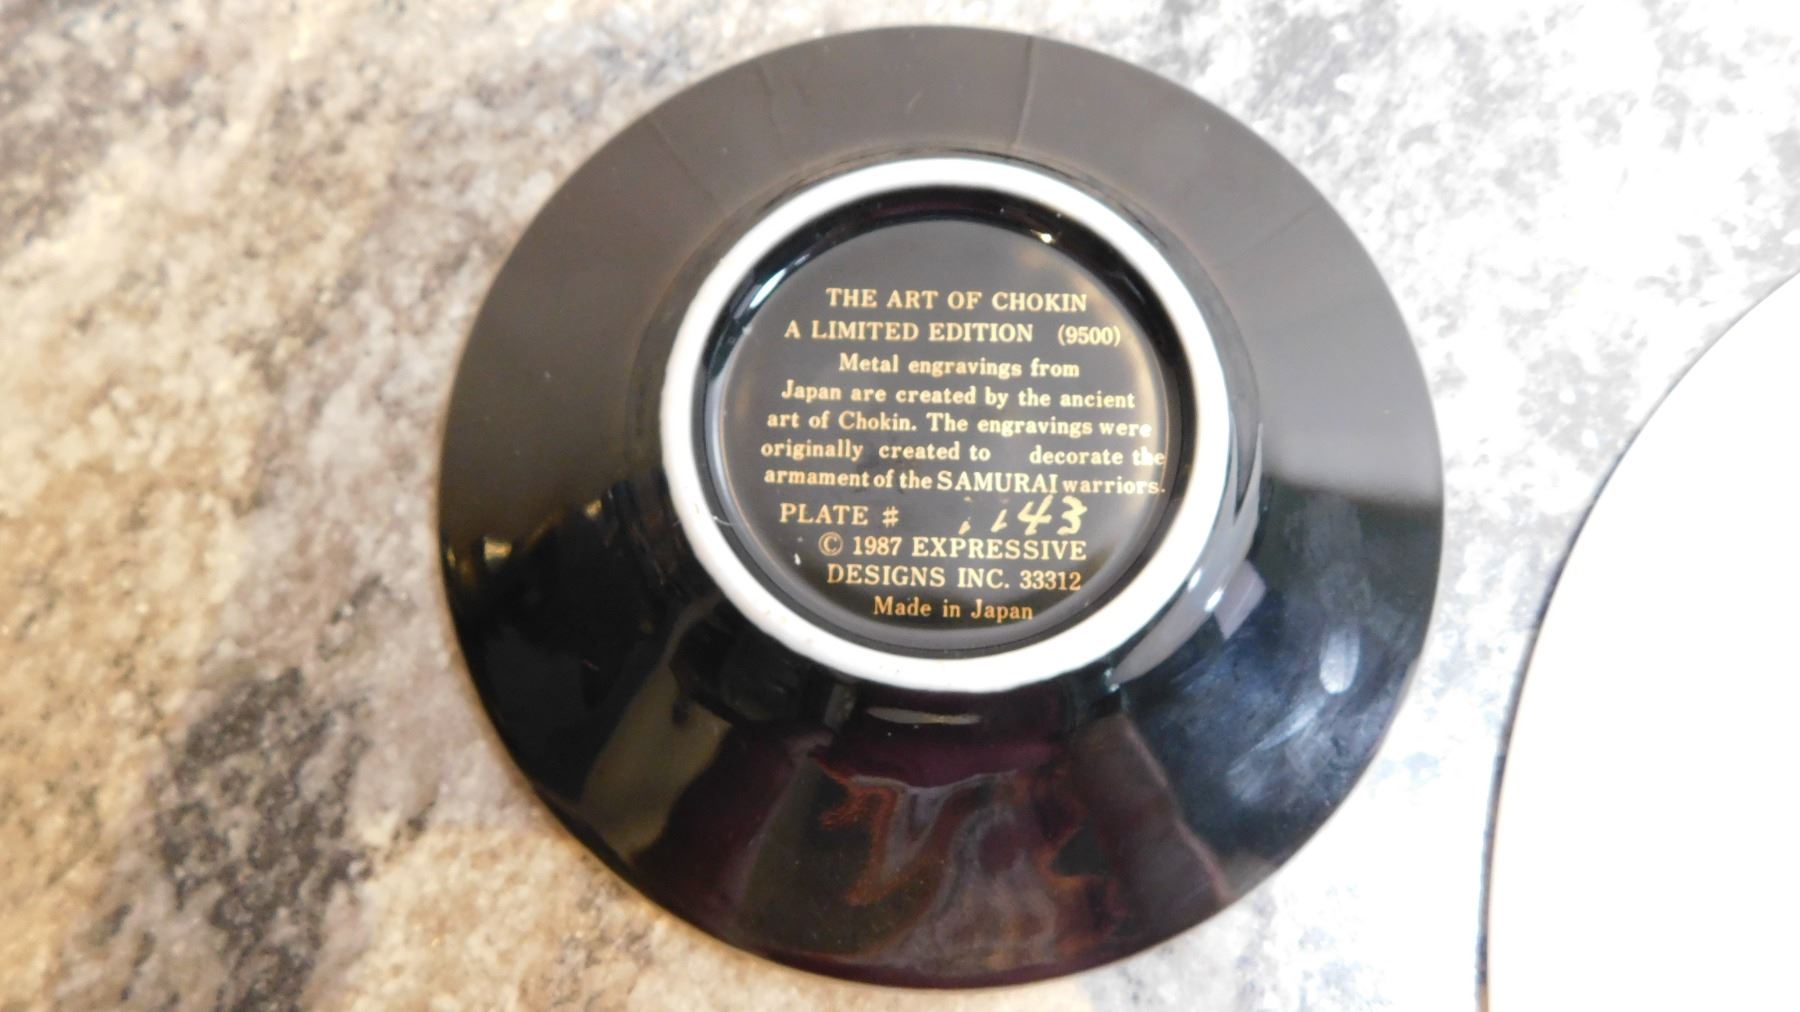 THE ART OF CHOKIN
A LIMITED EDITION (9500)
Metal engravings from
Japan are created by the ancient
art of Chokin. The engravings were
originally created to decorate the
armament of the SAMURAI warriors.
PLATE #
© 1987 EXPRESSIVE
DESIGNS INC. 33312
Made in Japan